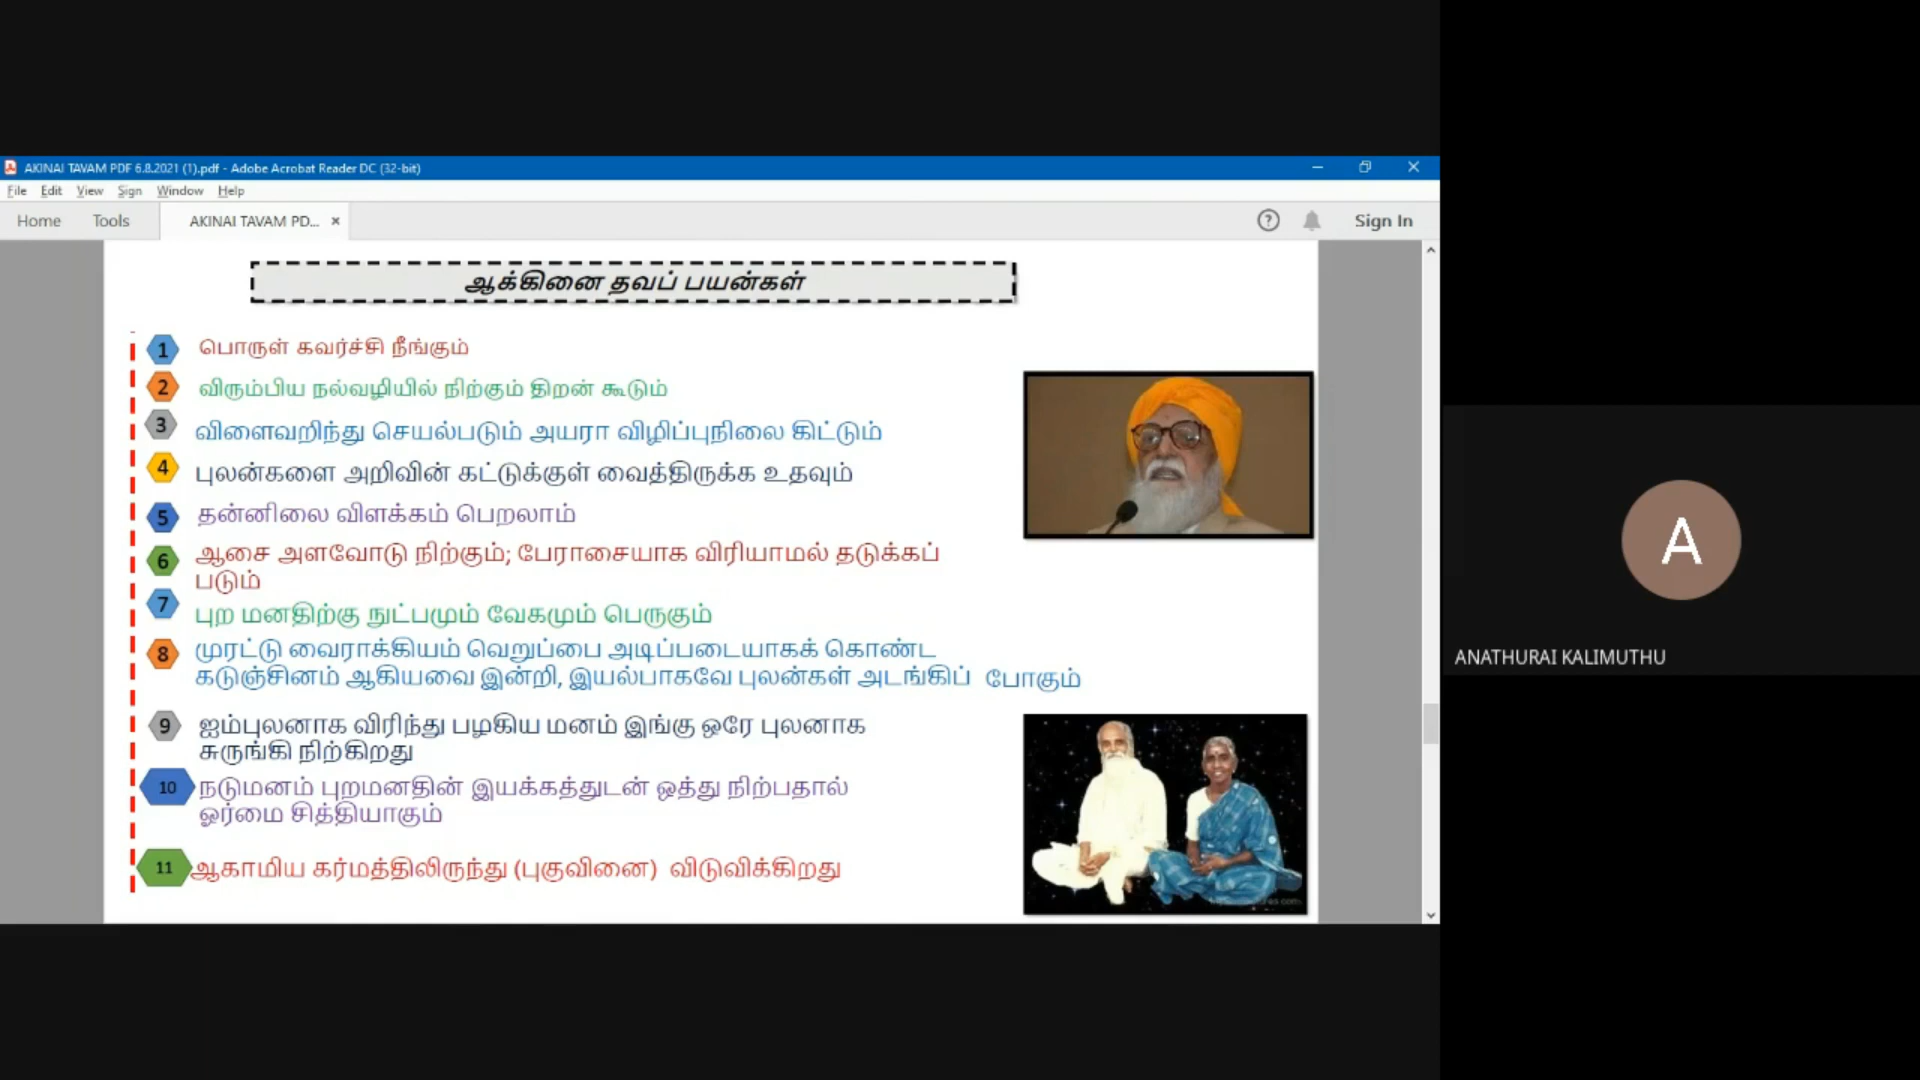 AKINAI TAVAM PDF 6.8.2021 (1).pdf - Adobe Acrobat Reader DC (32-bit)
File Edit View Sign Window Help
Home Tools AKINAI TAVAM PD... × Sign In
ஆக்கினை தவப் பயன்கள்
1 பொருள் கவர்ச்சி நீங்கும்
2 விரும்பிய நல்வழியில் நிற்கும் திறன் கூடும்
3 விளைவறிந்து செயல்படும் அயரா விழிப்புநிலை கிட்டும்
4 புலன்களை அறிவின் கட்டுக்குள் வைத்திருக்க உதவும்
5 தன்னிலை விளக்கம் பெறலாம்
6 ஆசை அளவோடு நிற்கும்; பேராசையாக விரியாமல் தடுக்கப்
படும்
7 புற மனதிற்கு நுட்பமும் வேகமும் பெருகும்
8 முரட்டு வைராக்கியம் வெறுப்பை அடிப்படையாகக் கொண்ட
கடுஞ்சினம் ஆகியவை இன்றி, இயல்பாகவே புலன்கள் அடங்கிப் போகும்
9 ஐம்புலனாக விரிந்து பழகிய மனம் இங்கு ஒரே புலனாக
சுருங்கி நிற்கிறது
10 நடுமனம் புறமனதின் இயக்கத்துடன் ஒத்து நிற்பதால்
ஓர்மை சித்தியாகும்
11 ஆகாமிய கர்மத்திலிருந்து (புகுவினை) விடுவிக்கிறது
A
ANATHURAI KALIMUTHU